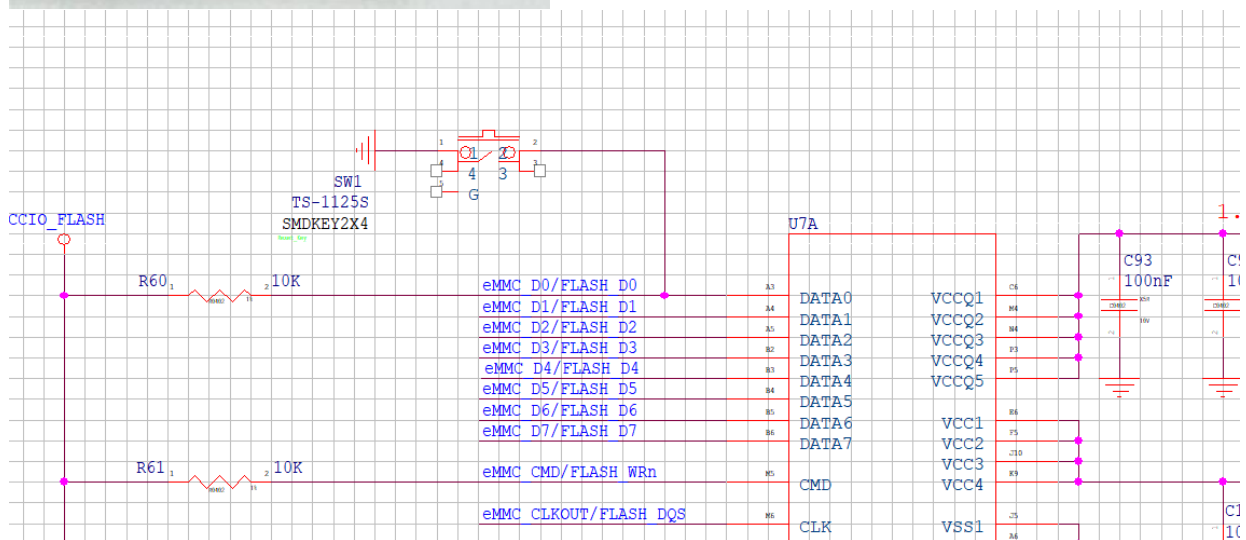 1 2
1 2
4 3
4 3
5 G
SW1
TS-1125S
SMDKEY2X4
CCIO_FLASH
U7A
1.
R60 1 2 10K
C93
100nF
eMMC D0/FLASH D0 A3 DATA0 VCCQ1 C6
eMMC D1/FLASH D1 A4 DATA1 VCCQ2 M4
eMMC D2/FLASH D2 A5 DATA2 VCCQ3 N4
eMMC D3/FLASH D3 B2 DATA3 VCCQ4 P3
eMMC D4/FLASH D4 B3 DATA4 VCCQ5 P5
eMMC D5/FLASH D5 B4 DATA5
eMMC D6/FLASH D6 B5 DATA6 VCC1 E6
eMMC D7/FLASH D7 B6 DATA7 VCC2 F5
VCC3 J10
R61 1 2 10K
eMMC CMD/FLASH WRn M5 CMD VCC4 K9
eMMC CLKOUT/FLASH DQS M6 CLK VSS1 J5
A6
C1
10